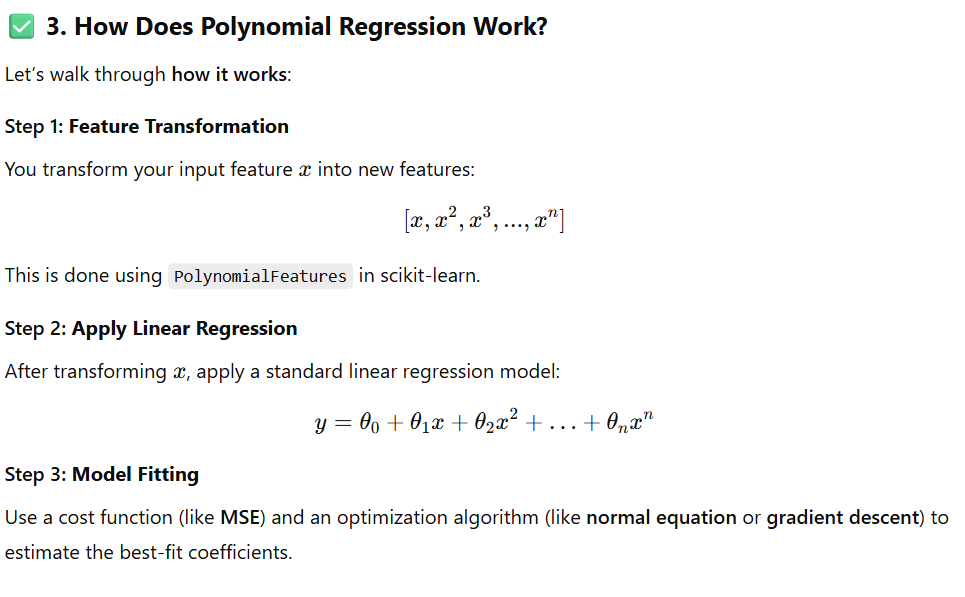 ✅ 3. How Does Polynomial Regression Work?
Let’s walk through how it works:
Step 1: Feature Transformation
You transform your input feature x into new features:
[x, x², x³, ..., xⁿ]
This is done using PolynomialFeatures in scikit-learn.
Step 2: Apply Linear Regression
After transforming x, apply a standard linear regression model:
y = θ₀ + θ₁x + θ₂x² + ... + θₙxⁿ
Step 3: Model Fitting
Use a cost function (like MSE) and an optimization algorithm (like normal equation or gradient descent) to
estimate the best-fit coefficients.